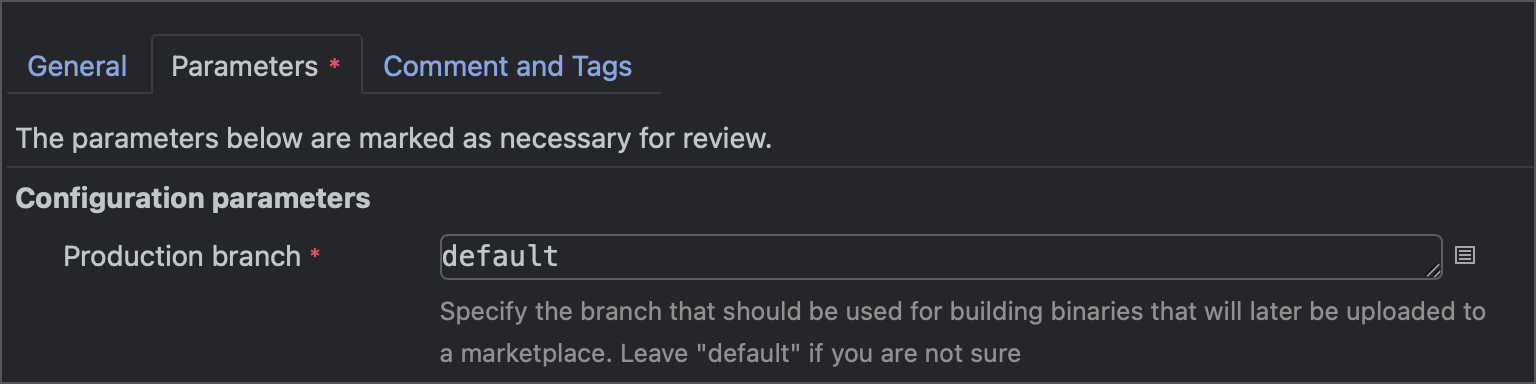 General Parameters * Comment and Tags
The parameters below are marked as necessary for review.
Configuration parameters
Production branch * default
Specify the branch that should be used for building binaries that will later be uploaded to
a marketplace. Leave "default" if you are not sure